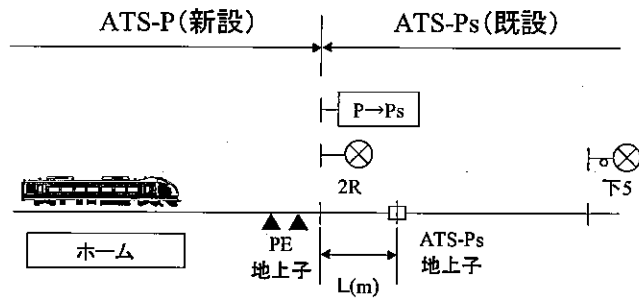 ATS-P(新設)
ATS-Ps(既設)
P→Ps
2R
下5
ホーム
PE
地上子
ATS-Ps
地上子
L(m)